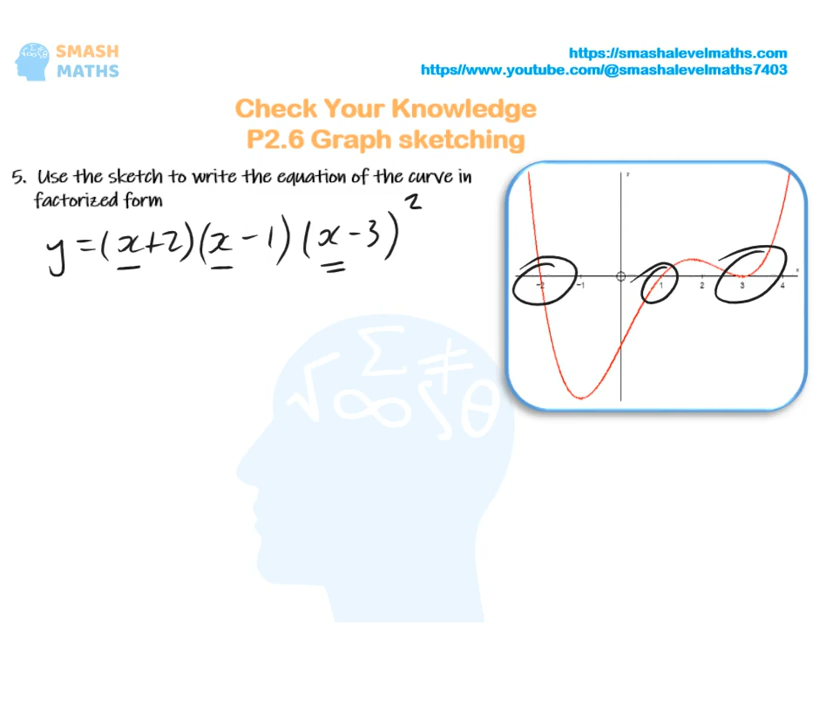 SMASH
MATHS
https://smashalevelmaths.com
https//www.youtube.com/@smashalevelmaths7403
Check Your Knowledge
P2.6 Graph sketching
5. Use the sketch to write the equation of the curve in
factorized form
y = (x+2)(x-1)(x-3)²
-2 -1 1 2 3 4
√ Σ ≠ ∞ ∫ θ